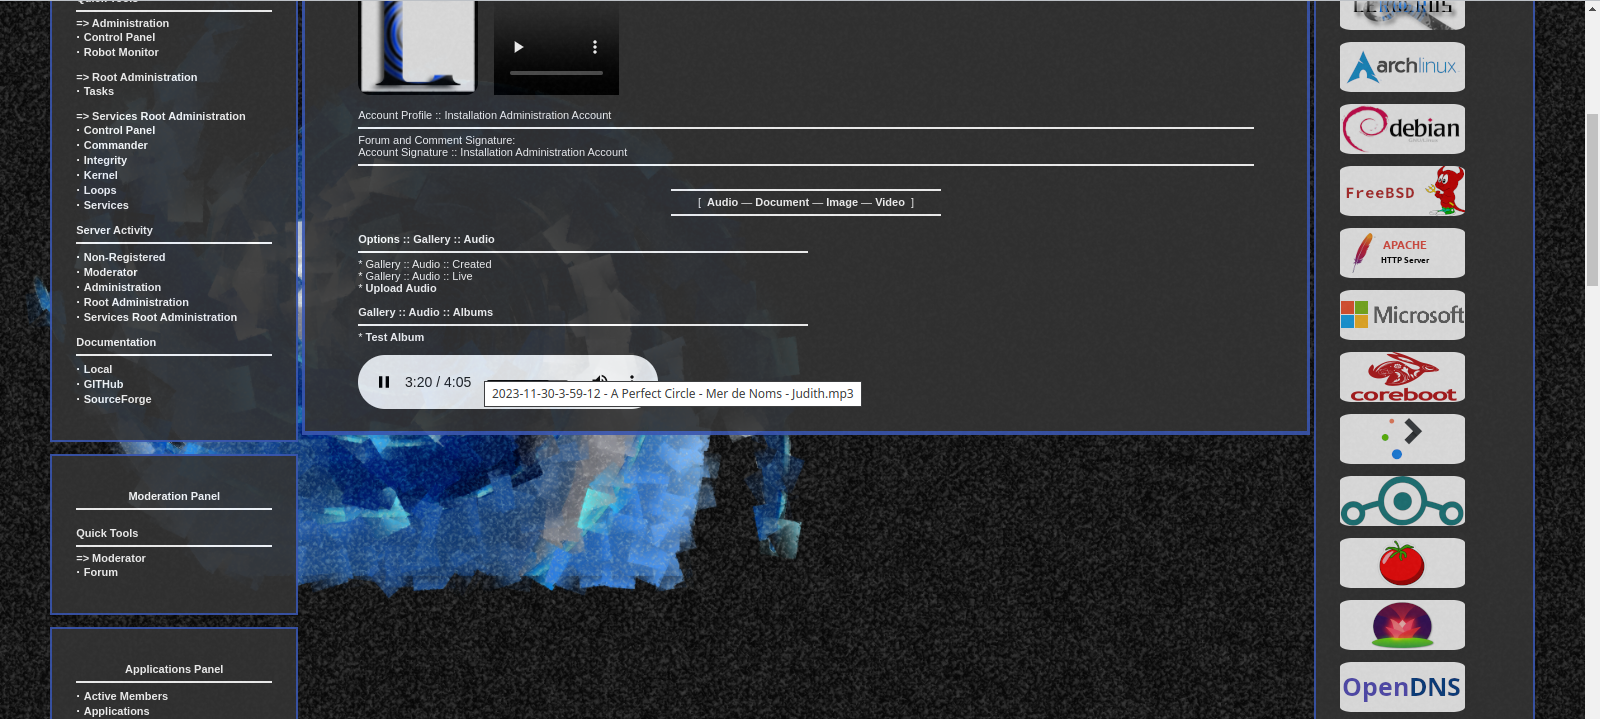 Quick Tools
=> Administration
· Control Panel
· Robot Monitor
=> Root Administration
· Tasks
=> Services Root Administration
· Control Panel
· Commander
· Integrity
· Kernel
· Loops
· Services
Server Activity
· Non-Registered
· Moderator
· Administration
· Root Administration
· Services Root Administration
Documentation
· Local
· GITHub
· SourceForge
Moderation Panel
Quick Tools
=> Moderator
· Forum
Applications Panel
· Active Members
· Applications
Account Profile :: Installation Administration Account
Forum and Comment Signature:
Account Signature :: Installation Administration Account
[ Audio — Document — Image — Video ]
Options :: Gallery :: Audio
* Gallery :: Audio :: Created
* Gallery :: Audio :: Live
* Upload Audio
Gallery :: Audio :: Albums
* Test Album
3:20 / 4:05
2023-11-30-3-59-12 - A Perfect Circle - Mer de Noms - Judith.mp3
archlinux
debian
FreeBSD
APACHE
HTTP Server
Microsoft
coreboot
OpenDNS